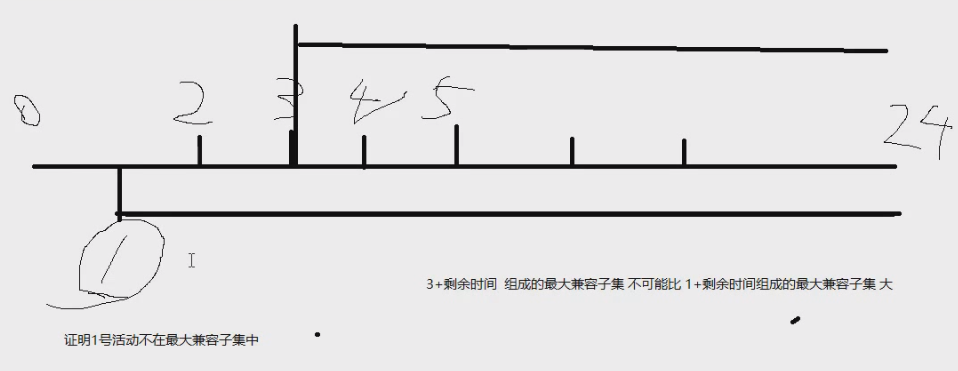 0 2 3 4 5 24
1
3+剩余时间 组成的最大兼容子集 不可能比 1+剩余时间组成的最大兼容子集 大
证明1号活动不在最大兼容子集中